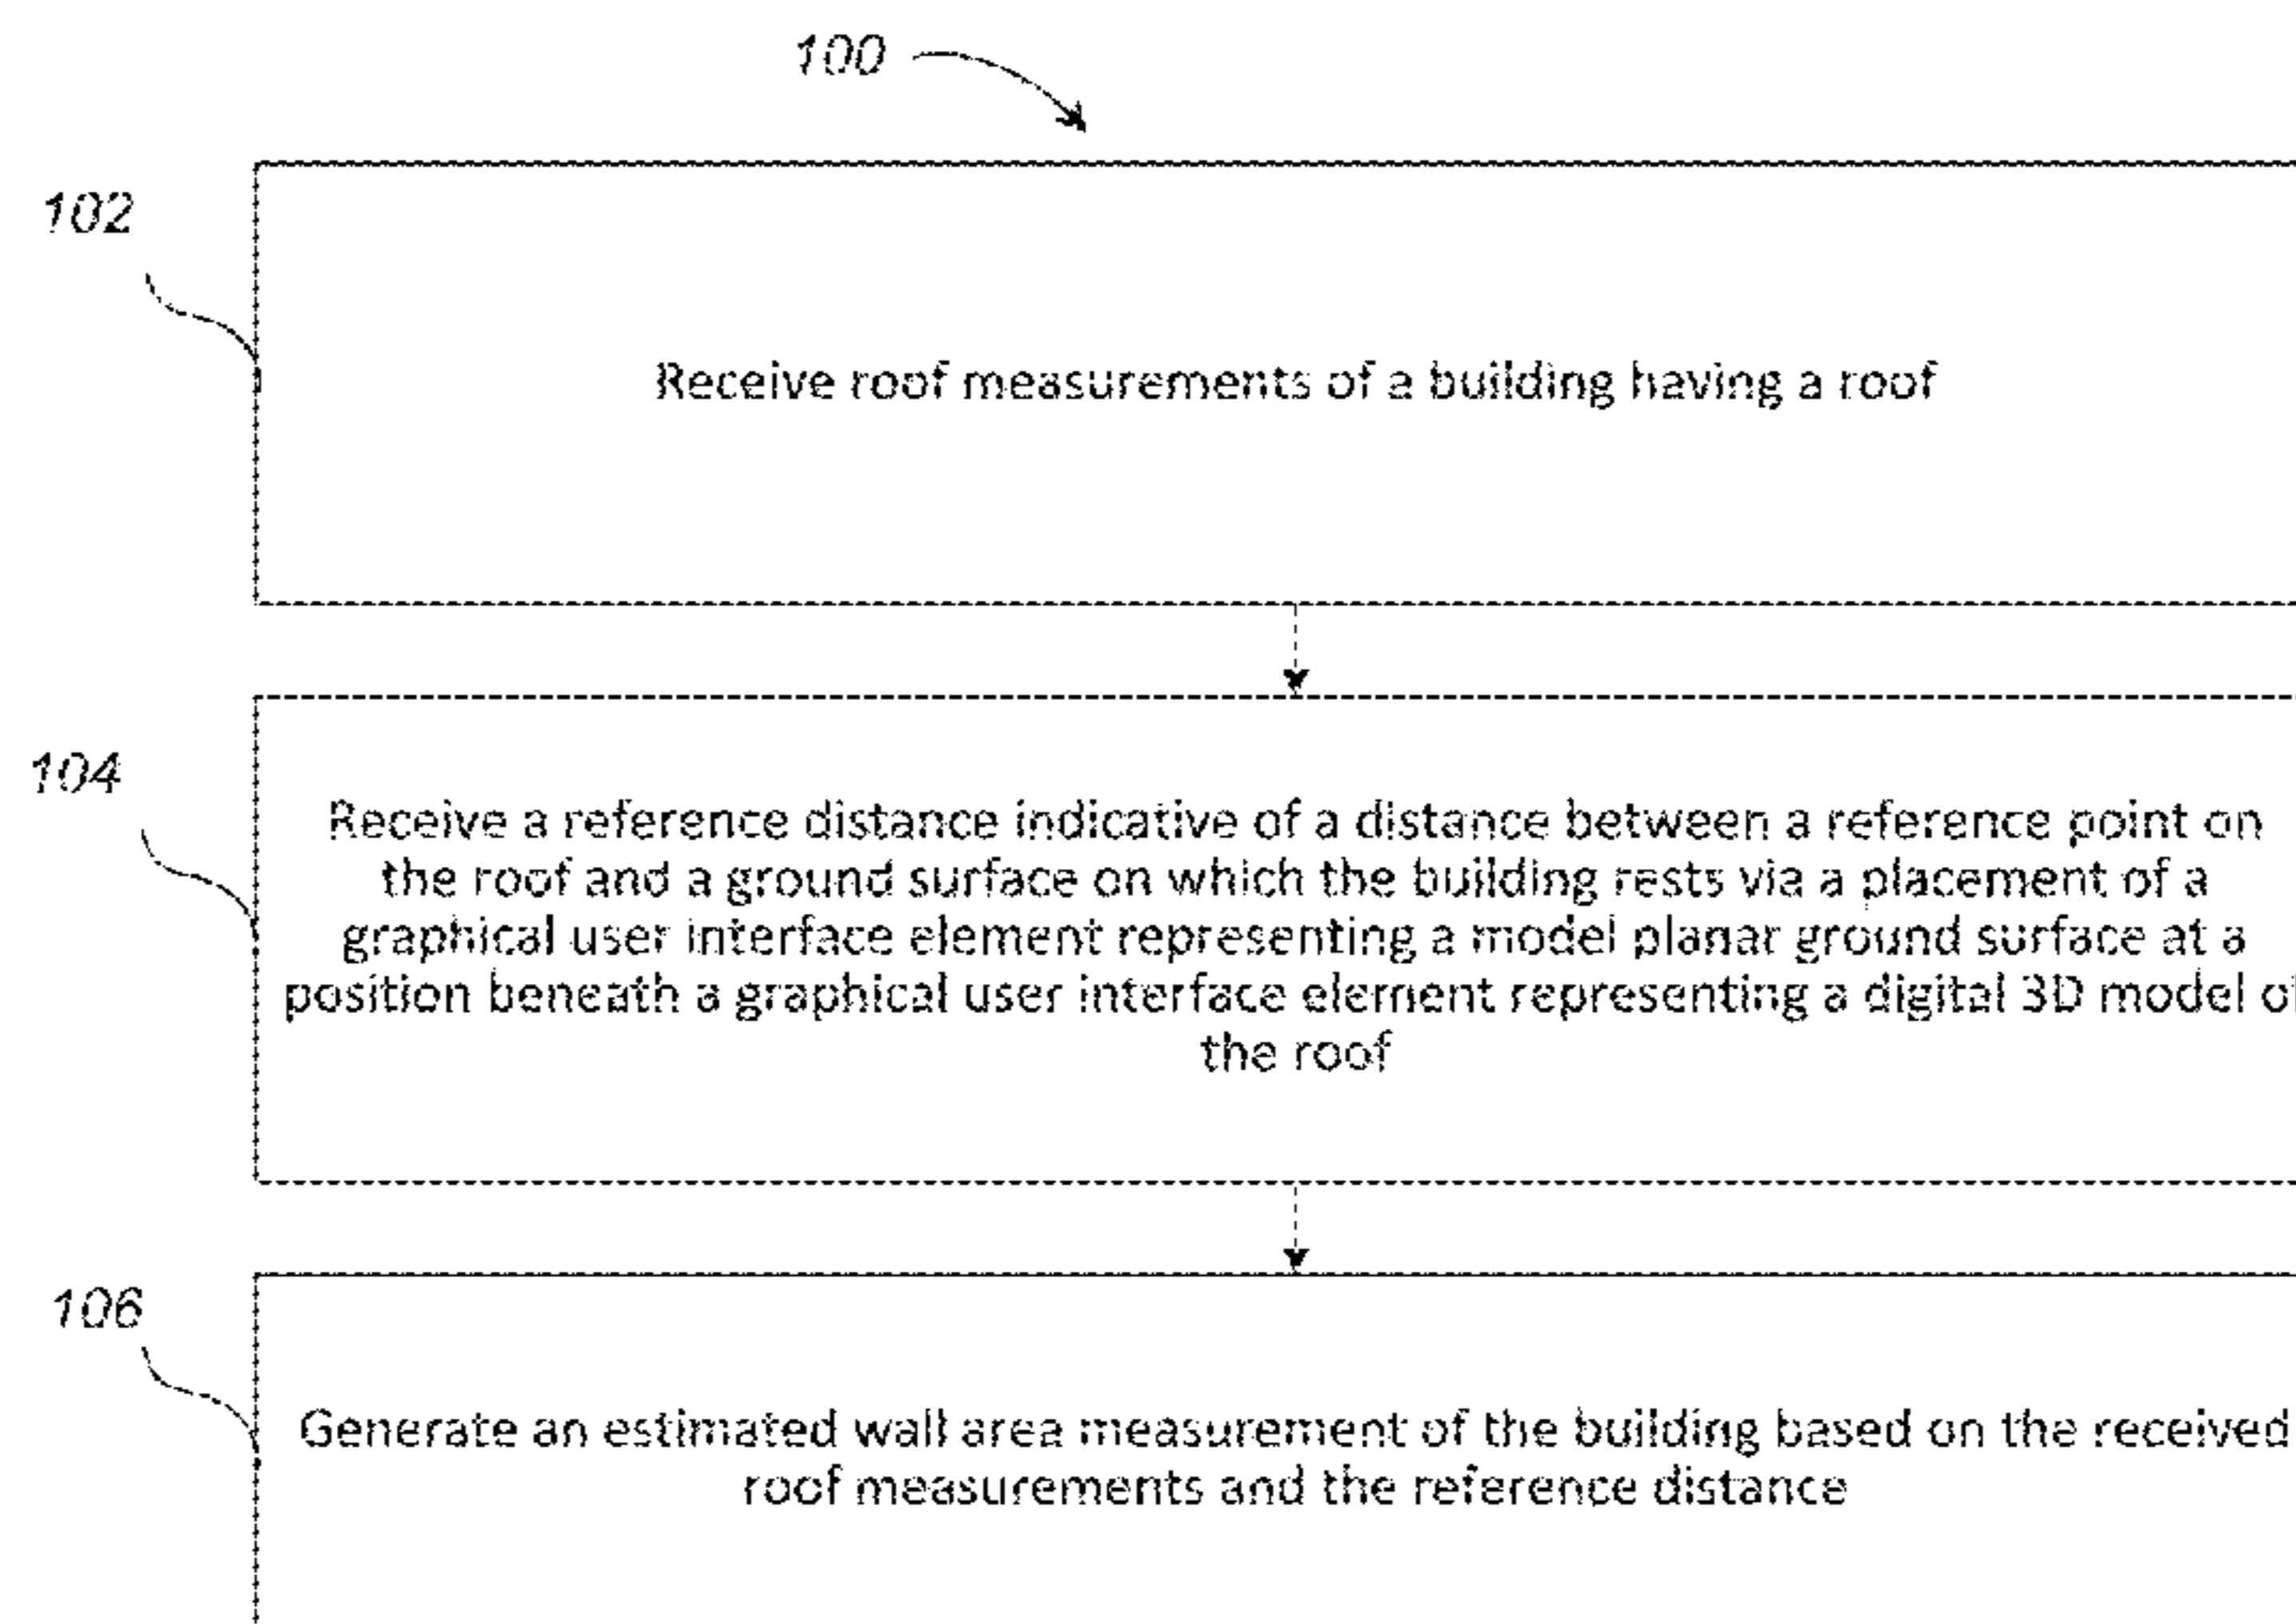 100
102
Receive roof measurements of a building having a roof
104
Receive a reference distance indicative of a distance between a reference point on
the roof and a ground surface on which the building rests via a placement of a
graphical user interface element representing a model planar ground surface at a
position beneath a graphical user interface element representing a digital 3D model of
the roof
106
Generate an estimated wall area measurement of the building based on the received
roof measurements and the reference distance